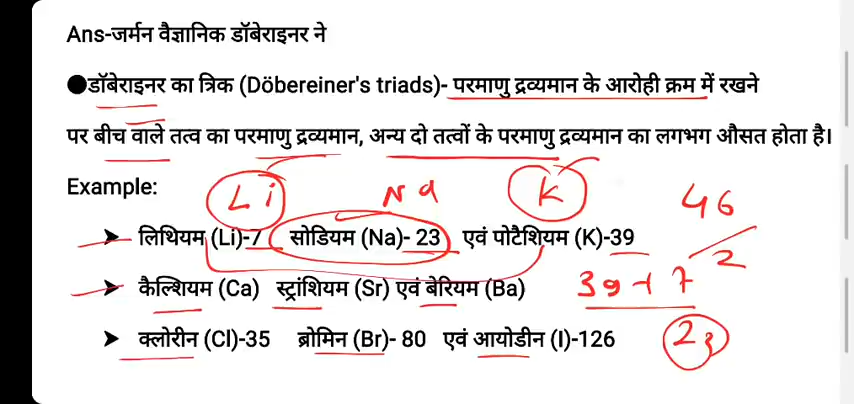 Ans-जर्मन वैज्ञानिक डॉबेराइनर ने
●डॉबेराइनर का त्रिक (Döbereiner's triads)- परमाणु द्रव्यमान के आरोही क्रम में रखने
पर बीच वाले तत्व का परमाणु द्रव्यमान, अन्य दो तत्वों के परमाणु द्रव्यमान का लगभग औसत होता है।
Example:
Li Na K
➤ लिथियम (Li)-7 सोडियम (Na)- 23 एवं पोटैशियम (K)-39
➤ कैल्शियम (Ca) स्ट्रांशियम (Sr) एवं बेरियम (Ba)
➤ क्लोरीन (Cl)-35 ब्रोमिन (Br)- 80 एवं आयोडीन (I)-126
46
2
39+7
23